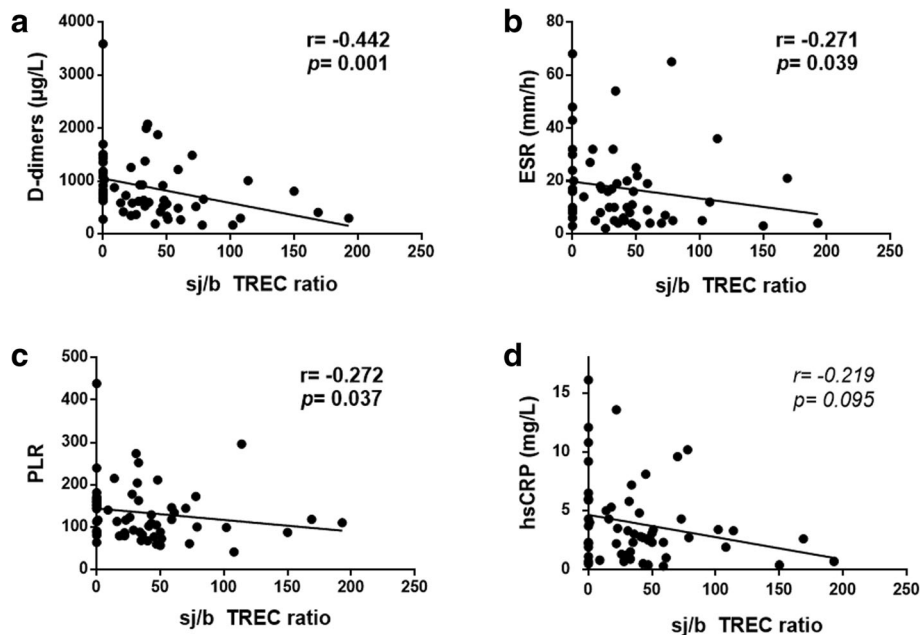 a
r= -0.442
p= 0.001
D-dimers (µg/L)
4000
3000
2000
1000
0
0 50 100 150 200 250
sj/b TREC ratio
b
r= -0.271
p= 0.039
ESR (mm/h)
80
60
40
20
0
0 50 100 150 200 250
sj/b TREC ratio
c
r= -0.272
p= 0.037
PLR
500
400
300
200
100
0
0 50 100 150 200 250
sj/b TREC ratio
d
r= -0.219
p= 0.095
hsCRP (mg/L)
15
10
5
0
0 50 100 150 200 250
sj/b TREC ratio